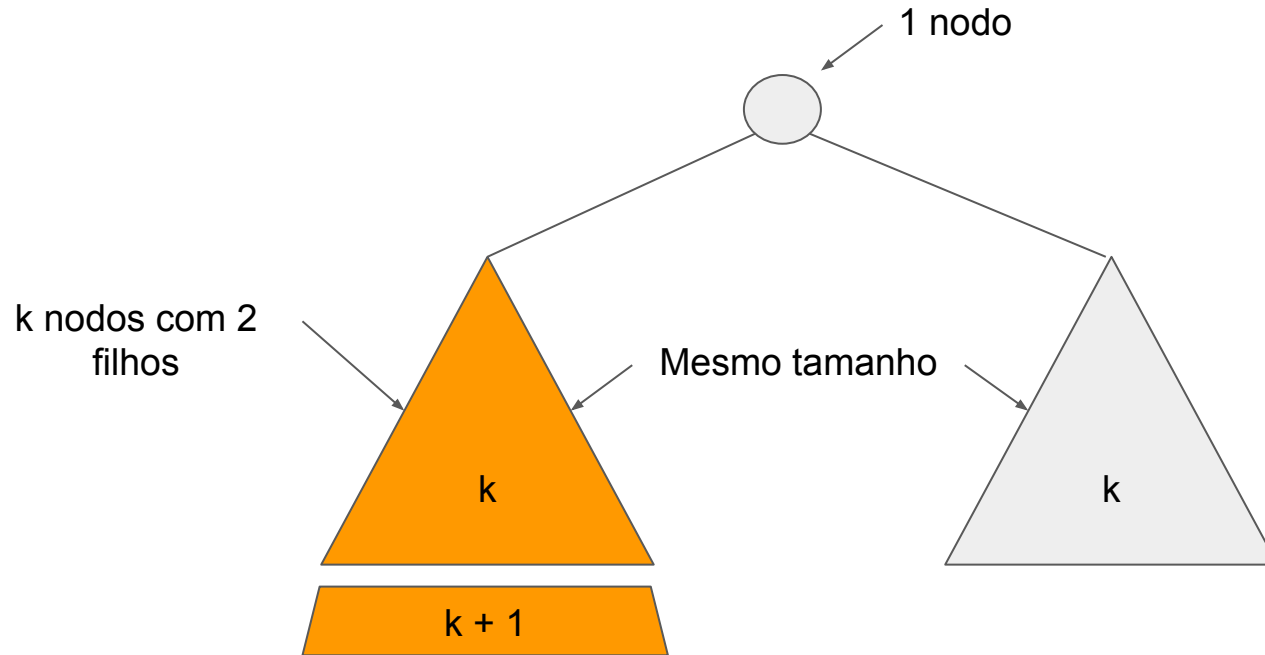 1 nodo
k nodos com 2
filhos
Mesmo tamanho
k
k
k + 1